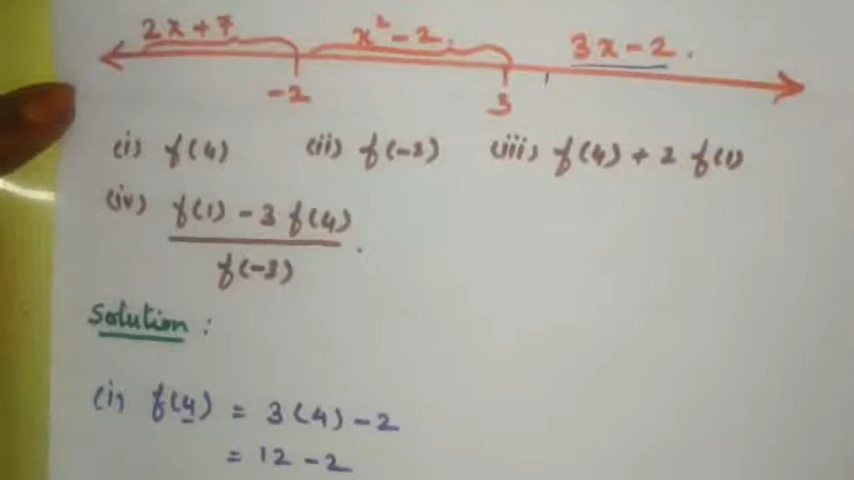 2x+7 x²-2. 3x-2.
-2 3
(i) f(4) (ii) f(-3) (iii) f(4) + 2 f(1)
(iv) f(1) - 3 f(4)
f(-3) .
Solution :
(i) f(4) = 3(4)-2
= 12-2